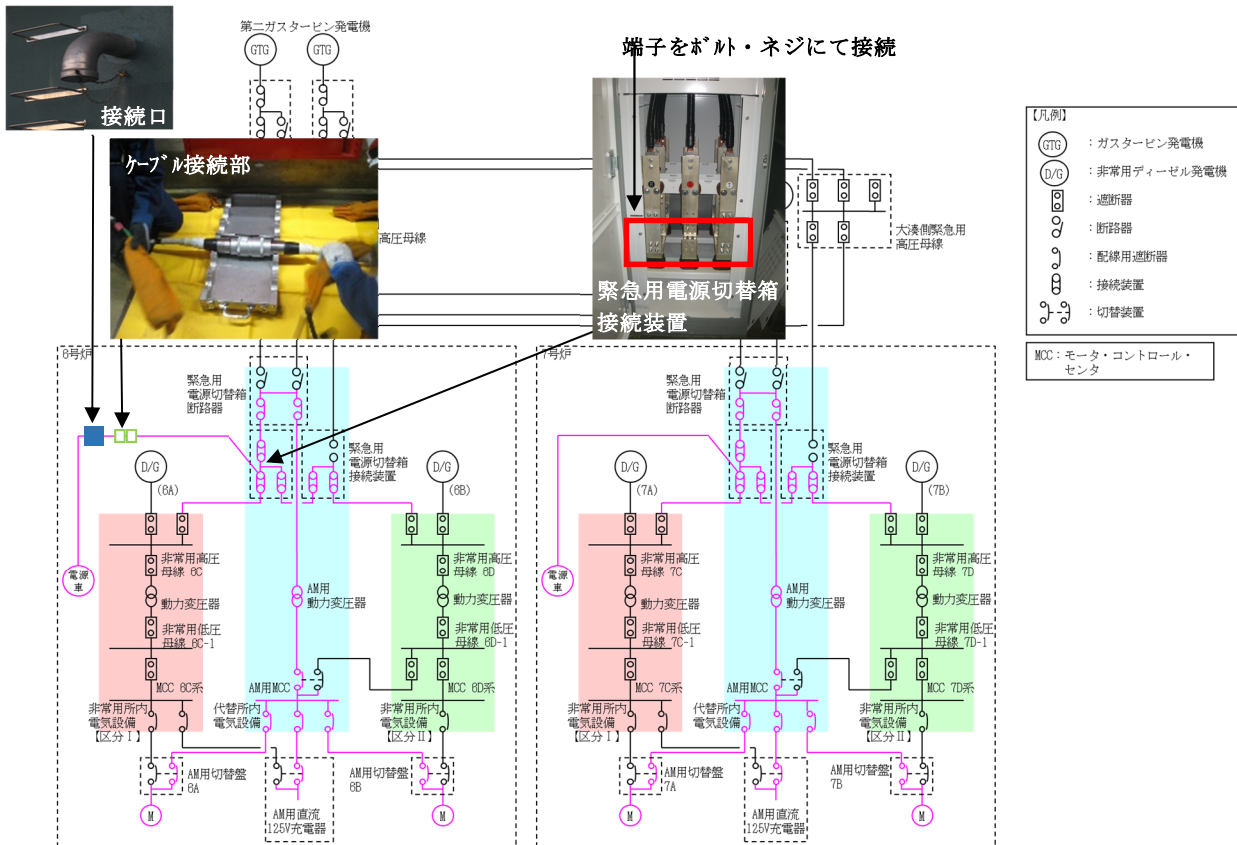 第二ガスタービン発電機
GTG
GTG
接続口
ケーブル接続部
高圧母線
端子をボルト・ネジにて接続
緊急用電源切替箱
接続装置
大湊側緊急用
高圧母線
【凡例】
GTG
：ガスタービン発電機
D/G
：非常用ディーゼル発電機
：遮断器
：断路器
：配線用遮断器
：接続装置
：切替装置
MCC：モータ・コントロール・
センタ
6号炉
緊急用
電源切替箱
断路器
緊急用
電源切替箱
接続装置
D/G
(6A)
D/G
(6B)
電源
車
非常用高圧
母線 6C
動力変圧器
非常用低圧
母線 6C-1
MCC 6C系
AM用
動力変圧器
非常用高圧
母線 6D
動力変圧器
非常用低圧
母線 6D-1
MCC 6D系
AM用MCC
非常用所内
電気設備
【区分Ⅰ】
代替所内
電気設備
非常用所内
電気設備
【区分Ⅱ】
AM用切替盤
6A
AM用切替盤
6B
M
AM用直流
125V充電器
M
7号炉
緊急用
電源切替箱
断路器
緊急用
電源切替箱
接続装置
D/G
(7A)
D/G
(7B)
電源
車
非常用高圧
母線 7C
動力変圧器
非常用低圧
母線 7C-1
MCC 7C系
AM用
動力変圧器
非常用高圧
母線 7D
動力変圧器
非常用低圧
母線 7D-1
MCC 7D系
AM用MCC
非常用所内
電気設備
【区分Ⅰ】
代替所内
電気設備
非常用所内
電気設備
【区分Ⅱ】
AM用切替盤
7A
AM用切替盤
7B
M
AM用直流
125V充電器
M